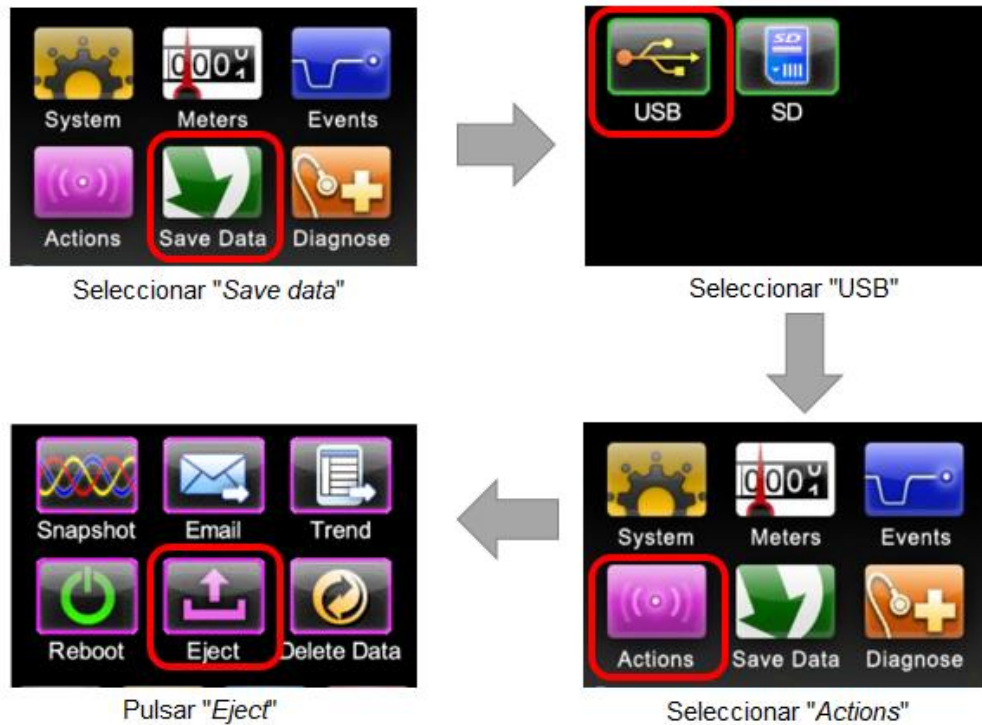 System Meters Events
Actions Save Data Diagnose
Seleccionar "Save data"
USB SD
Seleccionar "USB"
System Meters Events
Actions Save Data Diagnose
Seleccionar "Actions"
Snapshot Email Trend
Reboot Eject Delete Data
Pulsar "Eject"